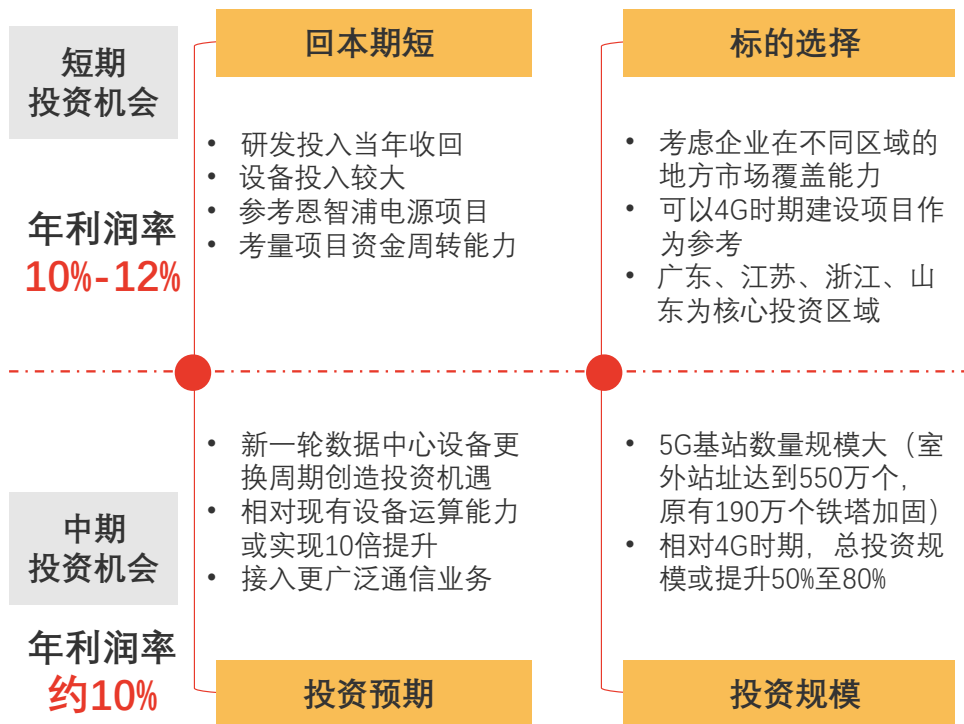 短期
投资机会
年利润率
10%-12%
回本期短
• 研发投入当年收回
• 设备投入较大
• 参考恩智浦电源项目
• 考量项目资金周转能力
标的选择
• 考虑企业在不同区域的
地方市场覆盖能力
• 可以4G时期建设项目作
为参考
• 广东、江苏、浙江、山
东为核心投资区域
中期
投资机会
年利润率
约10%
• 新一轮数据中心设备更
换周期创造投资机遇
• 相对现有设备运算能力
或实现10倍提升
• 接入更广泛通信业务
投资预期
• 5G基站数量规模大（室
外站址达到550万个，
原有190万个铁塔加固）
• 相对4G时期，总投资规
模或提升50%至80%
投资规模